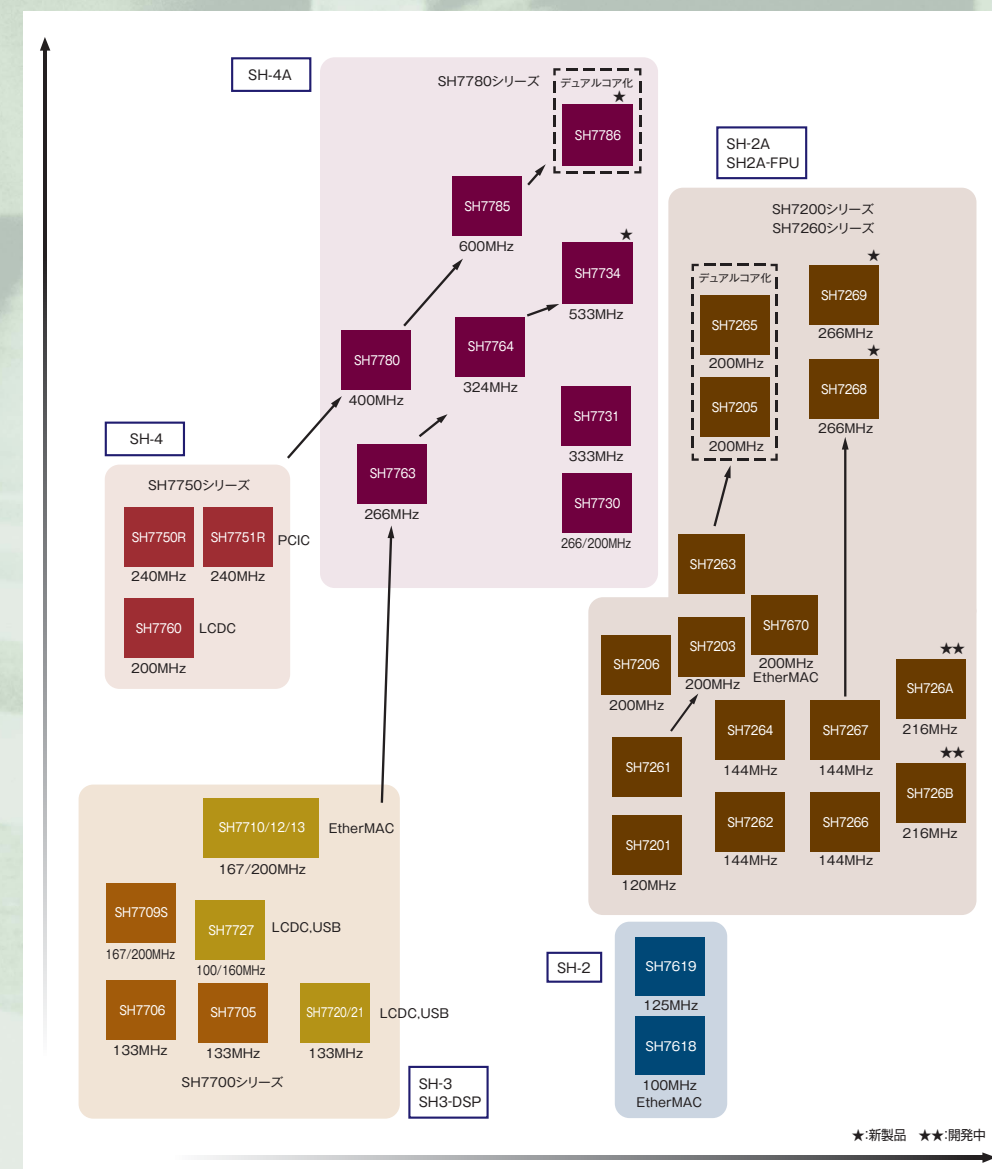 SH-4A
SH7780シリーズ
デュアルコア化
★
SH7786
SH7785
600MHz
★
SH7734
533MHz
SH7764
324MHz
SH7780
400MHz
SH7731
333MHz
SH7763
266MHz
SH7730
266/200MHz
SH-4
SH7750シリーズ
SH7750R
240MHz
SH7751R
PCIC
240MHz
SH7760
LCDC
200MHz
SH-2A
SH2A-FPU
SH7200シリーズ
SH7260シリーズ
デュアルコア化
SH7265
200MHz
SH7205
200MHz
★
SH7269
266MHz
★
SH7268
266MHz
SH7263
SH7670
200MHz
EtherMAC
SH7203
200MHz
SH7206
200MHz
★★
SH726A
216MHz
SH7264
144MHz
SH7267
144MHz
SH7261
★★
SH726B
216MHz
SH7201
120MHz
SH7262
144MHz
SH7266
144MHz
SH7710/12/13
EtherMAC
167/200MHz
SH7709S
167/200MHz
SH7727
LCDC,USB
100/160MHz
SH7706
133MHz
SH7705
133MHz
SH7720/21
LCDC,USB
133MHz
SH7700シリーズ
SH-3
SH3-DSP
SH-2
SH7619
125MHz
SH7618
100MHz
EtherMAC
★:新製品 ★★:開発中